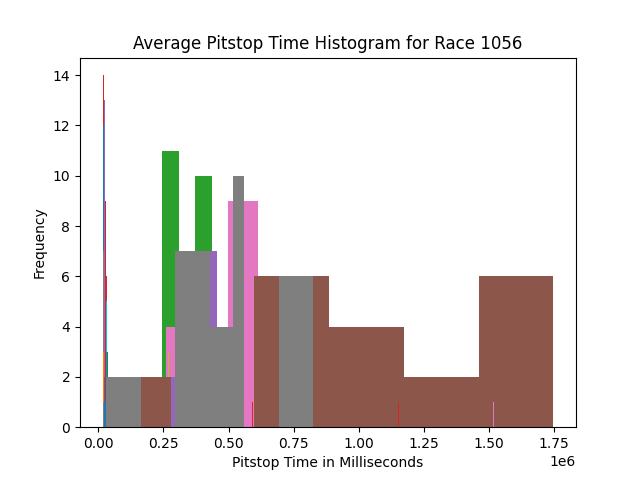 Average Pitstop Time Histogram for Race 1056
14
12
10
8
6
4
2
0
Frequency
0.00 0.25 0.50 0.75 1.00 1.25 1.50 1.75
1e6
Pitstop Time in Milliseconds